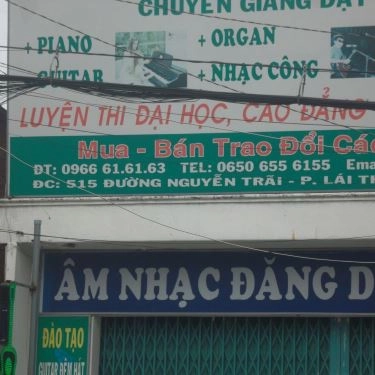 CHUYÊN GIẢNG DẠY
+ PIANO + ORGAN
GUITAR + NHẠC CÔNG
LUYỆN THI ĐẠI HỌC, CAO ĐẲNG
Mua - Bán Trao Đổi Các
ĐT: 0966 61.61.63 TEL: 0650 655 6155 Ema
ĐC: 515 ĐƯỜNG NGUYỄN TRÃI - P. LÁI TH
ÂM NHẠC ĐĂNG D
ĐÀO TẠO
GUITAR ĐỆM HÁT